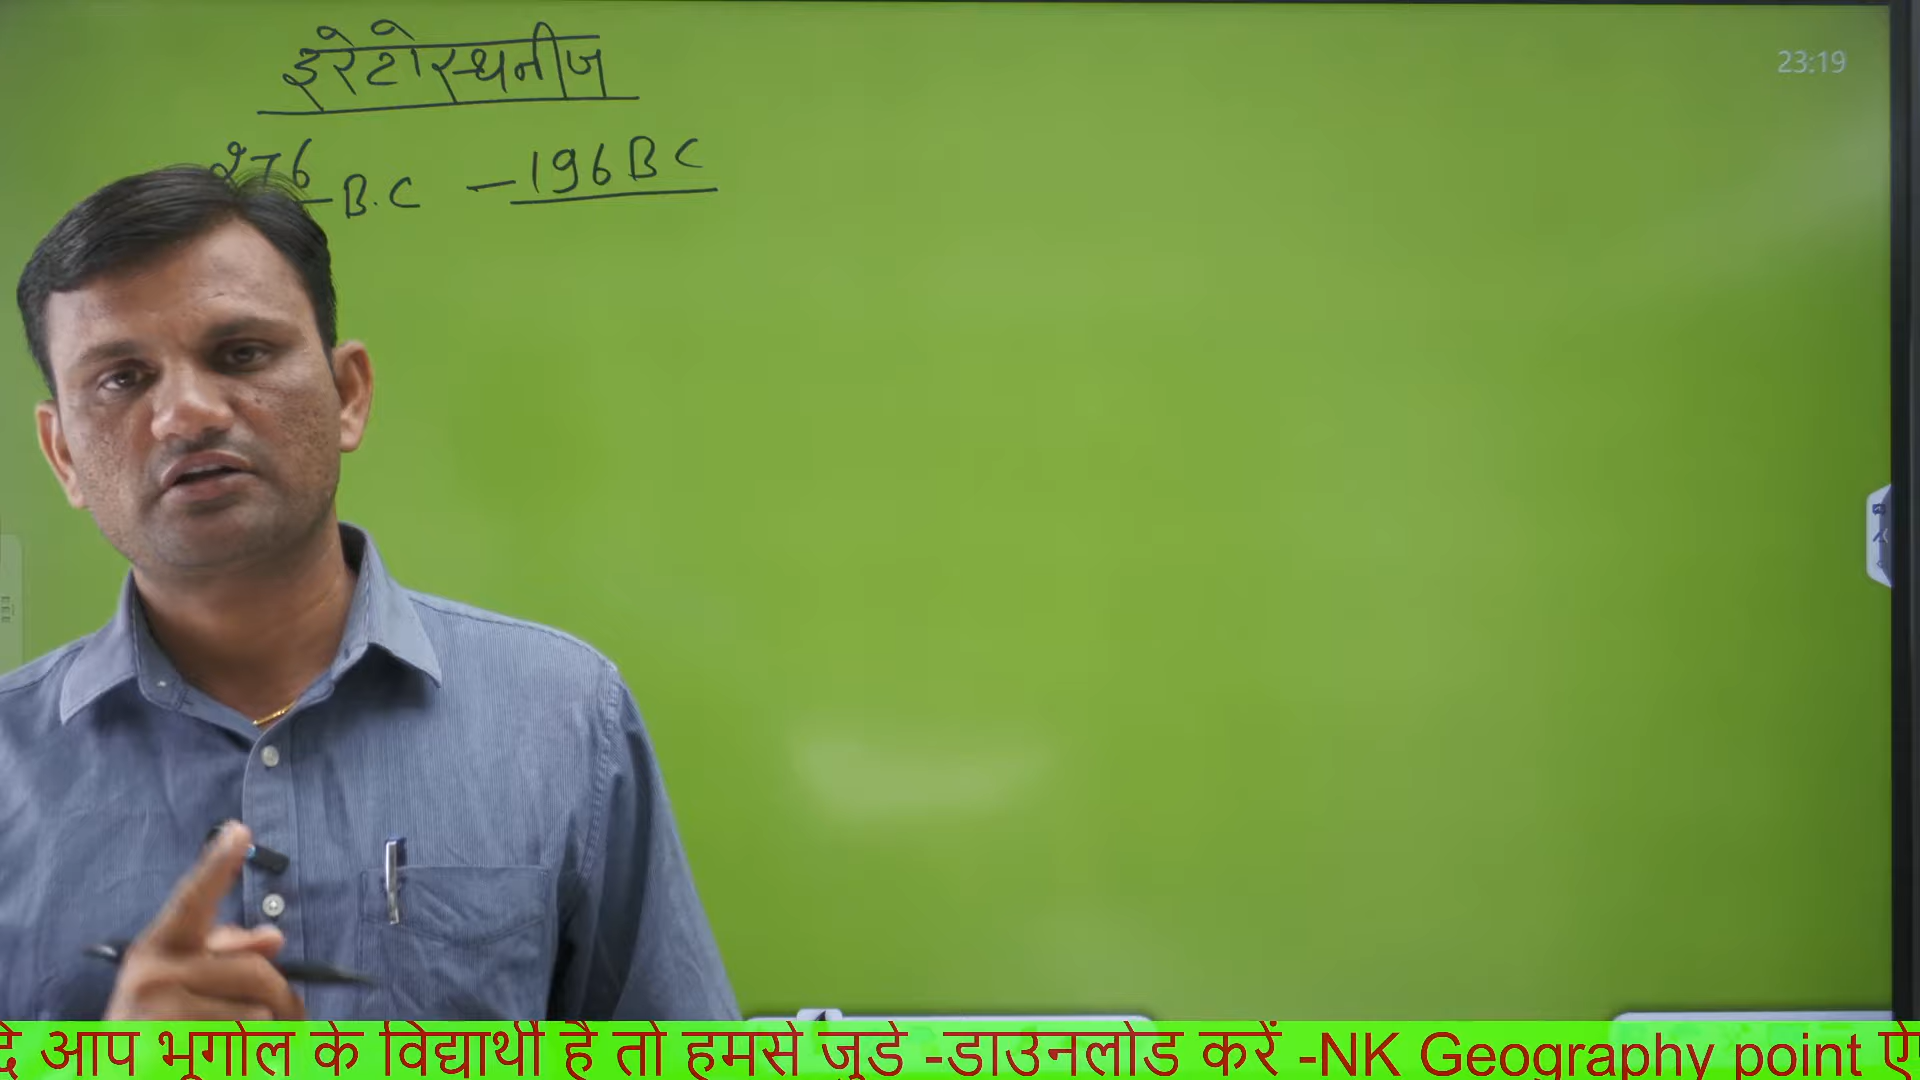 इरेटोस्थनीज
23:19
276 B.C - 196 BC
दि आप भूगोल के विद्यार्थी है तो हमसे जुडे -डाउनलोड करें -NK Geography point ऐ